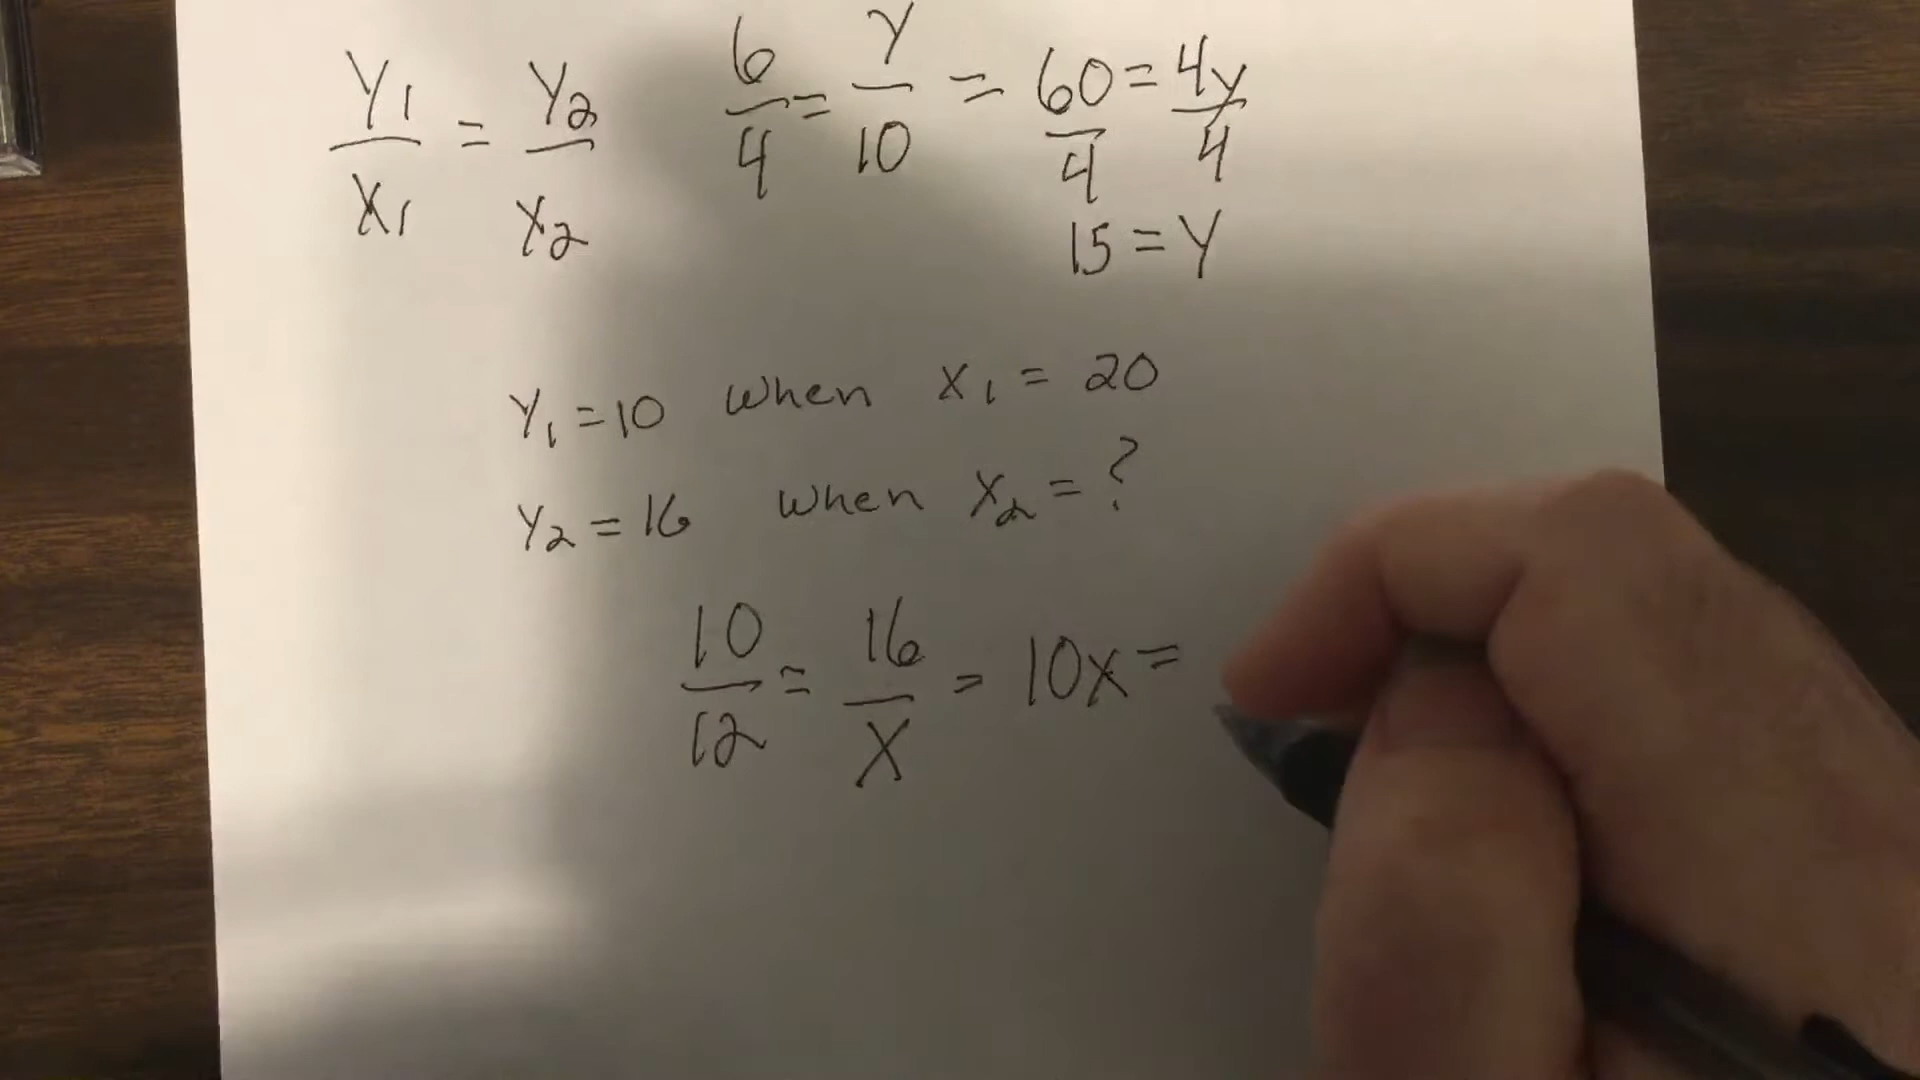 Y1/X1 = Y2/X2
6/4 = Y/10 = 60/4 = 4y/4
15 = Y
Y1 = 10 when X1 = 20
Y2 = 16 when X2 = ?
10/12 = 16/X = 10X =